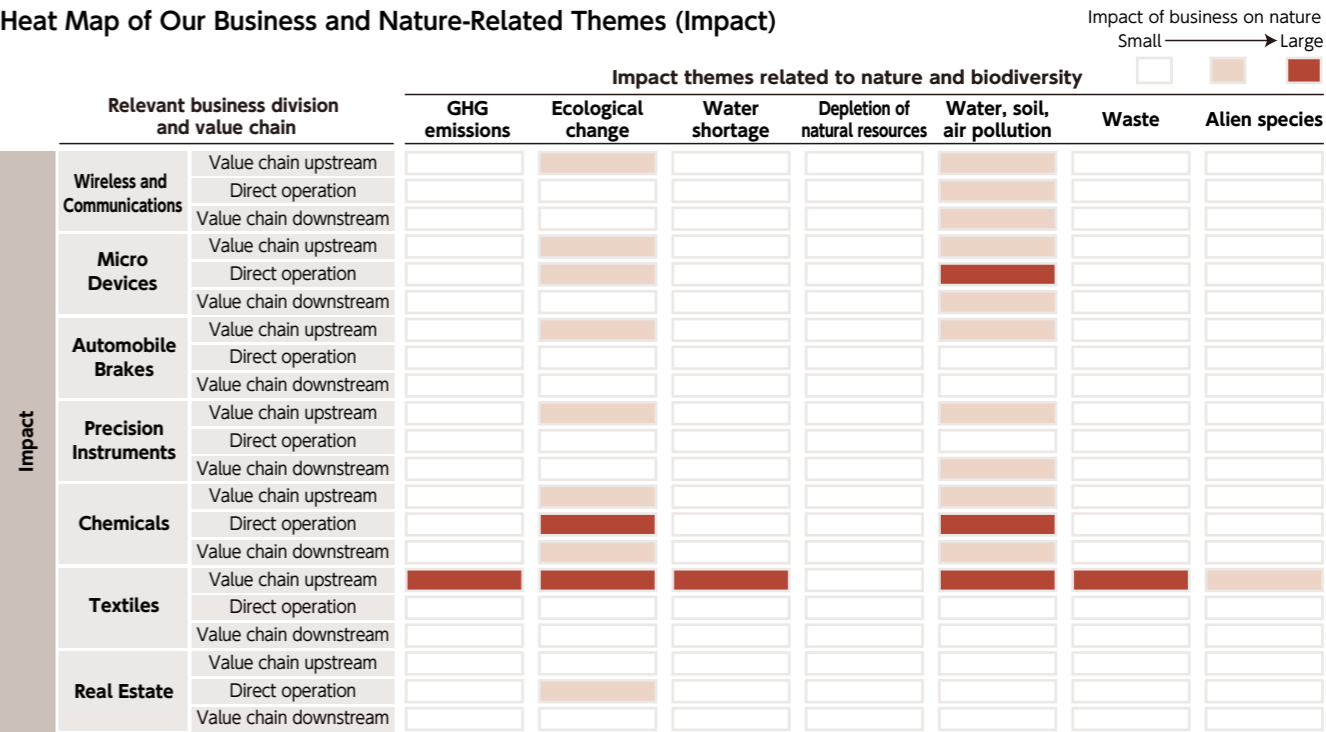 Heat Map of Our Business and Nature-Related Themes (Impact)
Impact of business on nature
Small
Large
Impact themes related to nature and biodiversity
Relevant business division
and value chain
GHG
emissions
Ecological
change
Water
shortage
Depletion of
natural resources
Water, soil,
air pollution
Waste
Alien species
Impact
Wireless and
Communications
Value chain upstream
Direct operation
Value chain downstream
Micro
Devices
Value chain upstream
Direct operation
Value chain downstream
Automobile
Brakes
Value chain upstream
Direct operation
Value chain downstream
Precision
Instruments
Value chain upstream
Direct operation
Value chain downstream
Chemicals
Value chain upstream
Direct operation
Value chain downstream
Textiles
Value chain upstream
Direct operation
Value chain downstream
Real Estate
Value chain upstream
Direct operation
Value chain downstream